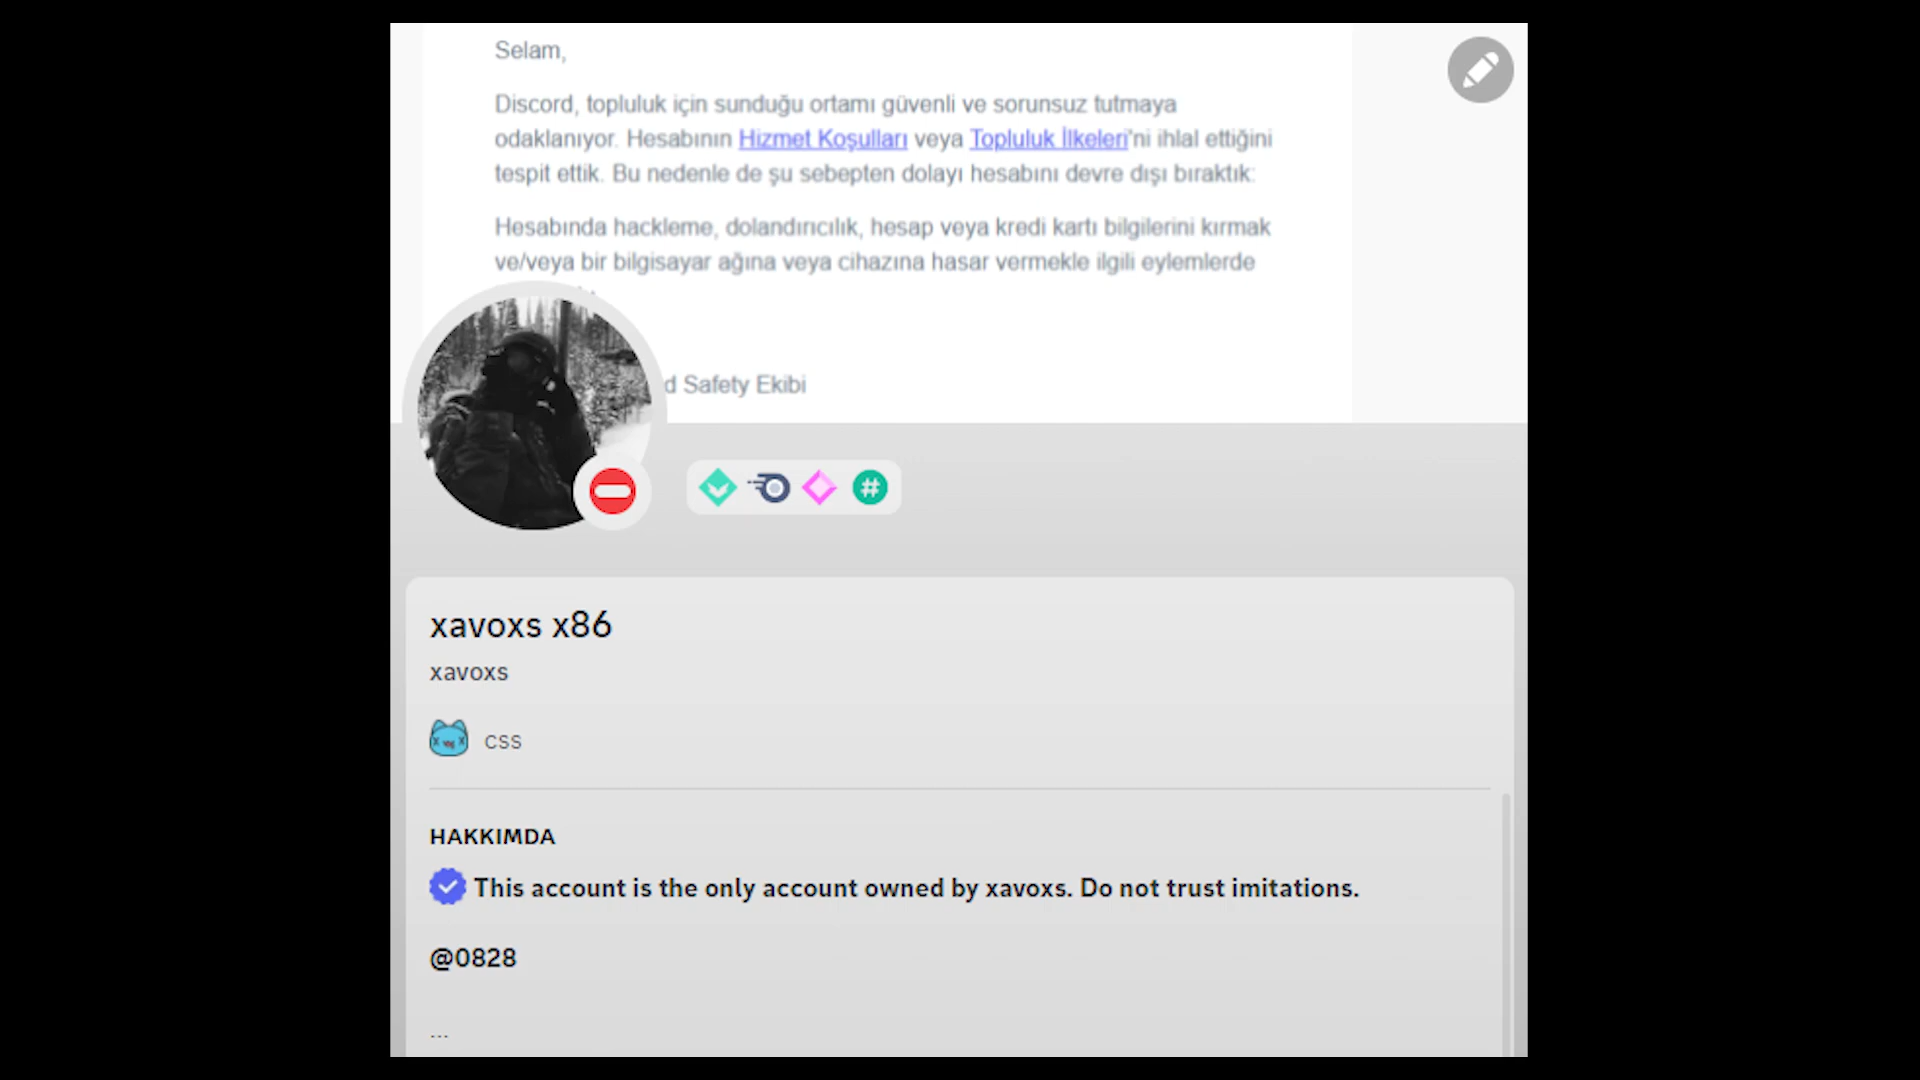 Selam,
Discord, topluluk için sunduğu ortamı güvenli ve sorunsuz tutmaya
odaklanıyor. Hesabının Hizmet Koşulları veya Topluluk İlkeleri'ni ihlal ettiğini
tespit ettik. Bu nedenle de şu sebepten dolayı hesabını devre dışı bıraktık:
Hesabında hackleme, dolandırıcılık, hesap veya kredi kartı bilgilerini kırmak
ve/veya bir bilgisayar ağına veya cihazına hasar vermekle ilgili eylemlerde
d Safety Ekibi
xavoxs x86
xavoxs
css
HAKKIMDA
This account is the only account owned by xavoxs. Do not trust imitations.
@0828
...